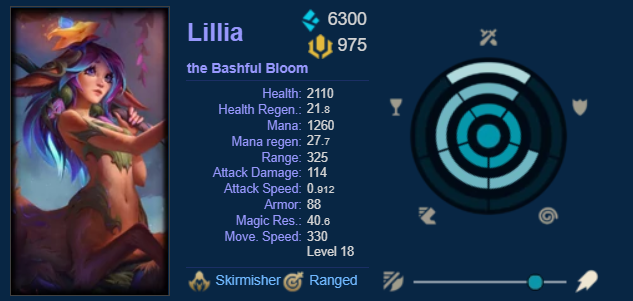 Lillia
6300
975
the Bashful Bloom
Health: 2110
Health Regen.: 21.8
Mana: 1260
Mana regen: 27.7
Range: 325
Attack Damage: 114
Attack Speed: 0.912
Armor: 88
Magic Res.: 40.6
Move. Speed: 330
Level 18
Skirmisher Ranged